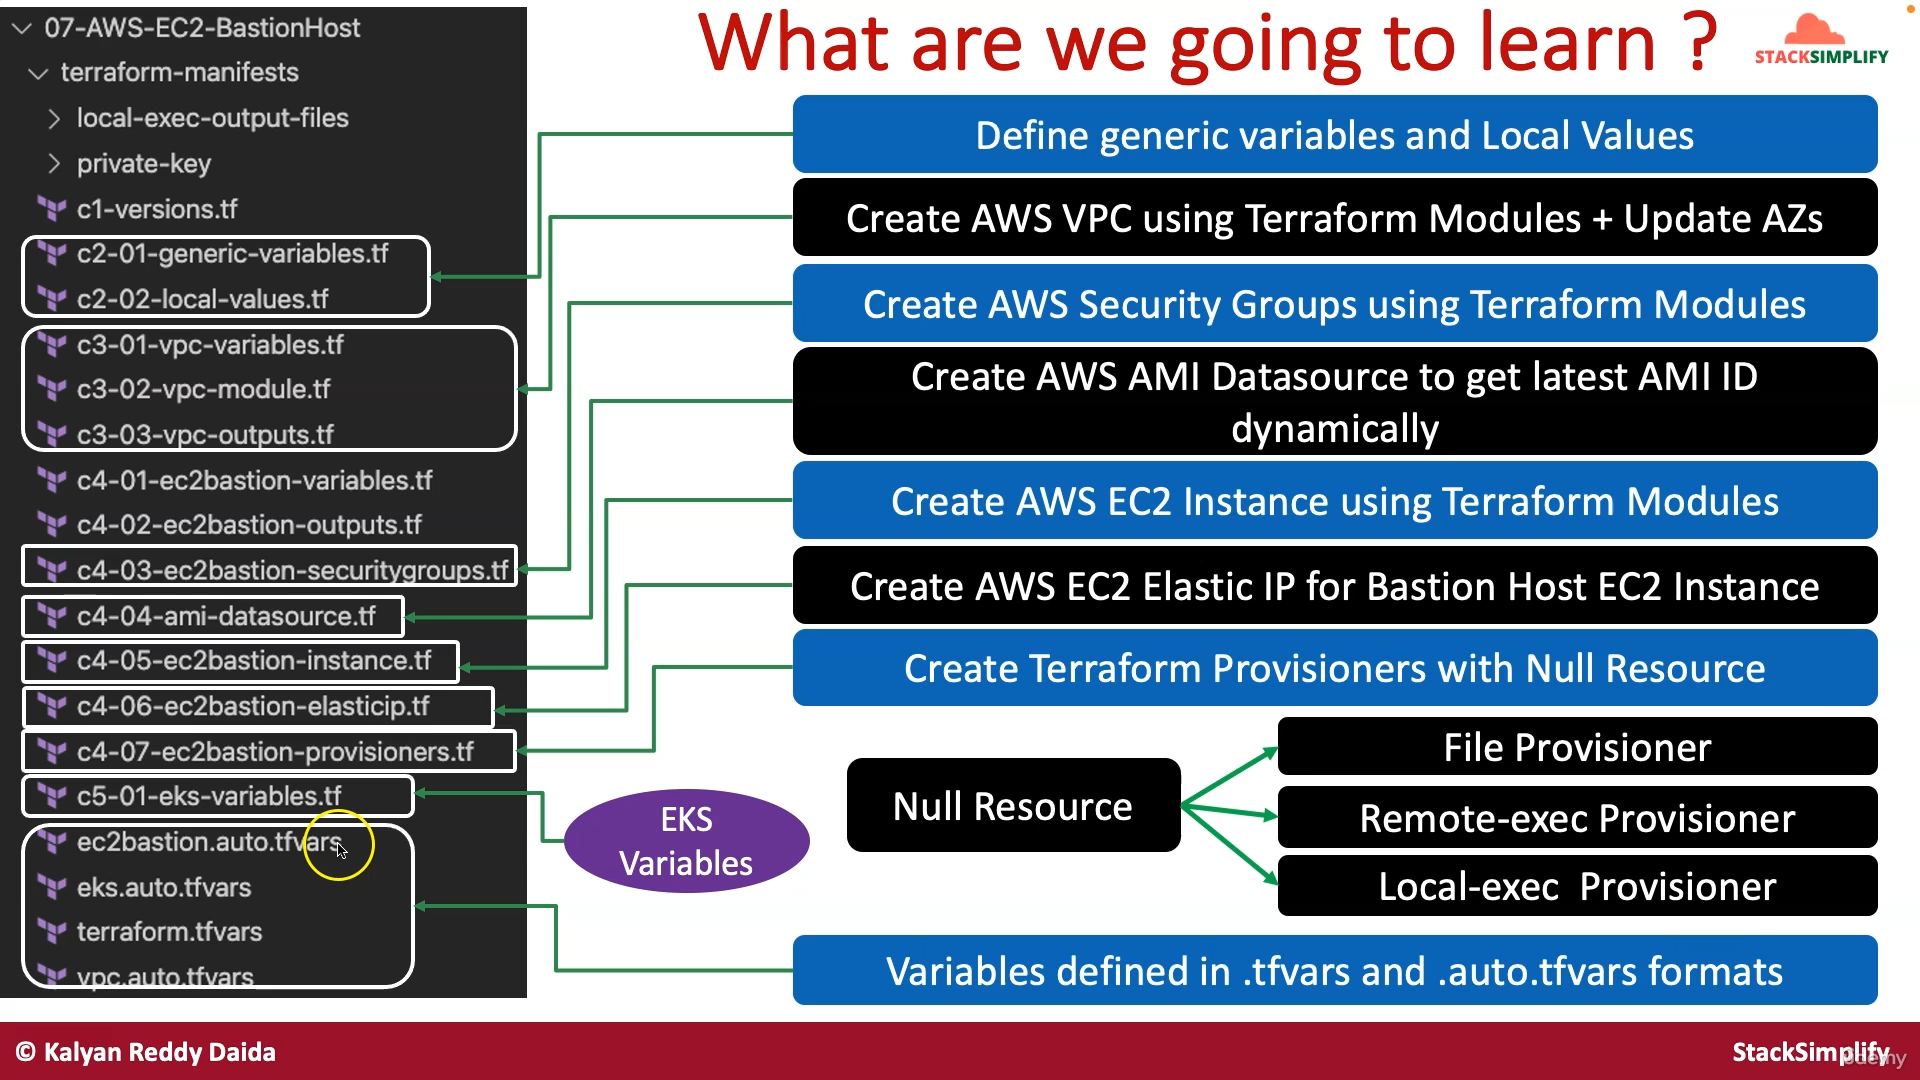 07-AWS-EC2-BastionHost
terraform-manifests
local-exec-output-files
private-key
c1-versions.tf
c2-01-generic-variables.tf
c2-02-local-values.tf
c3-01-vpc-variables.tf
c3-02-vpc-module.tf
c3-03-vpc-outputs.tf
c4-01-ec2bastion-variables.tf
c4-02-ec2bastion-outputs.tf
c4-03-ec2bastion-securitygroups.tf
c4-04-ami-datasource.tf
c4-05-ec2bastion-instance.tf
c4-06-ec2bastion-elasticip.tf
c4-07-ec2bastion-provisioners.tf
c5-01-eks-variables.tf
ec2bastion.auto.tfvars
eks.auto.tfvars
terraform.tfvars
vpc.auto.tfvars
What are we going to learn ?
STACKSIMPLIFY
Define generic variables and Local Values
Create AWS VPC using Terraform Modules + Update AZs
Create AWS Security Groups using Terraform Modules
Create AWS AMI Datasource to get latest AMI ID
dynamically
Create AWS EC2 Instance using Terraform Modules
Create AWS EC2 Elastic IP for Bastion Host EC2 Instance
Create Terraform Provisioners with Null Resource
EKS
Variables
Null Resource
File Provisioner
Remote-exec Provisioner
Local-exec Provisioner
Variables defined in .tfvars and .auto.tfvars formats
© Kalyan Reddy Daida
StackSimplify
udemy